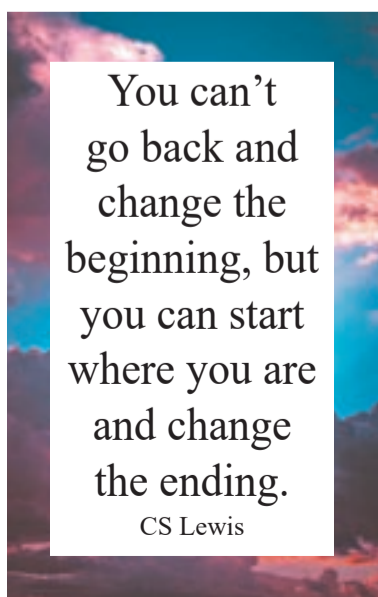 You can’t
go back and
change the
beginning, but
you can start
where you are
and change
the ending.
CS Lewis